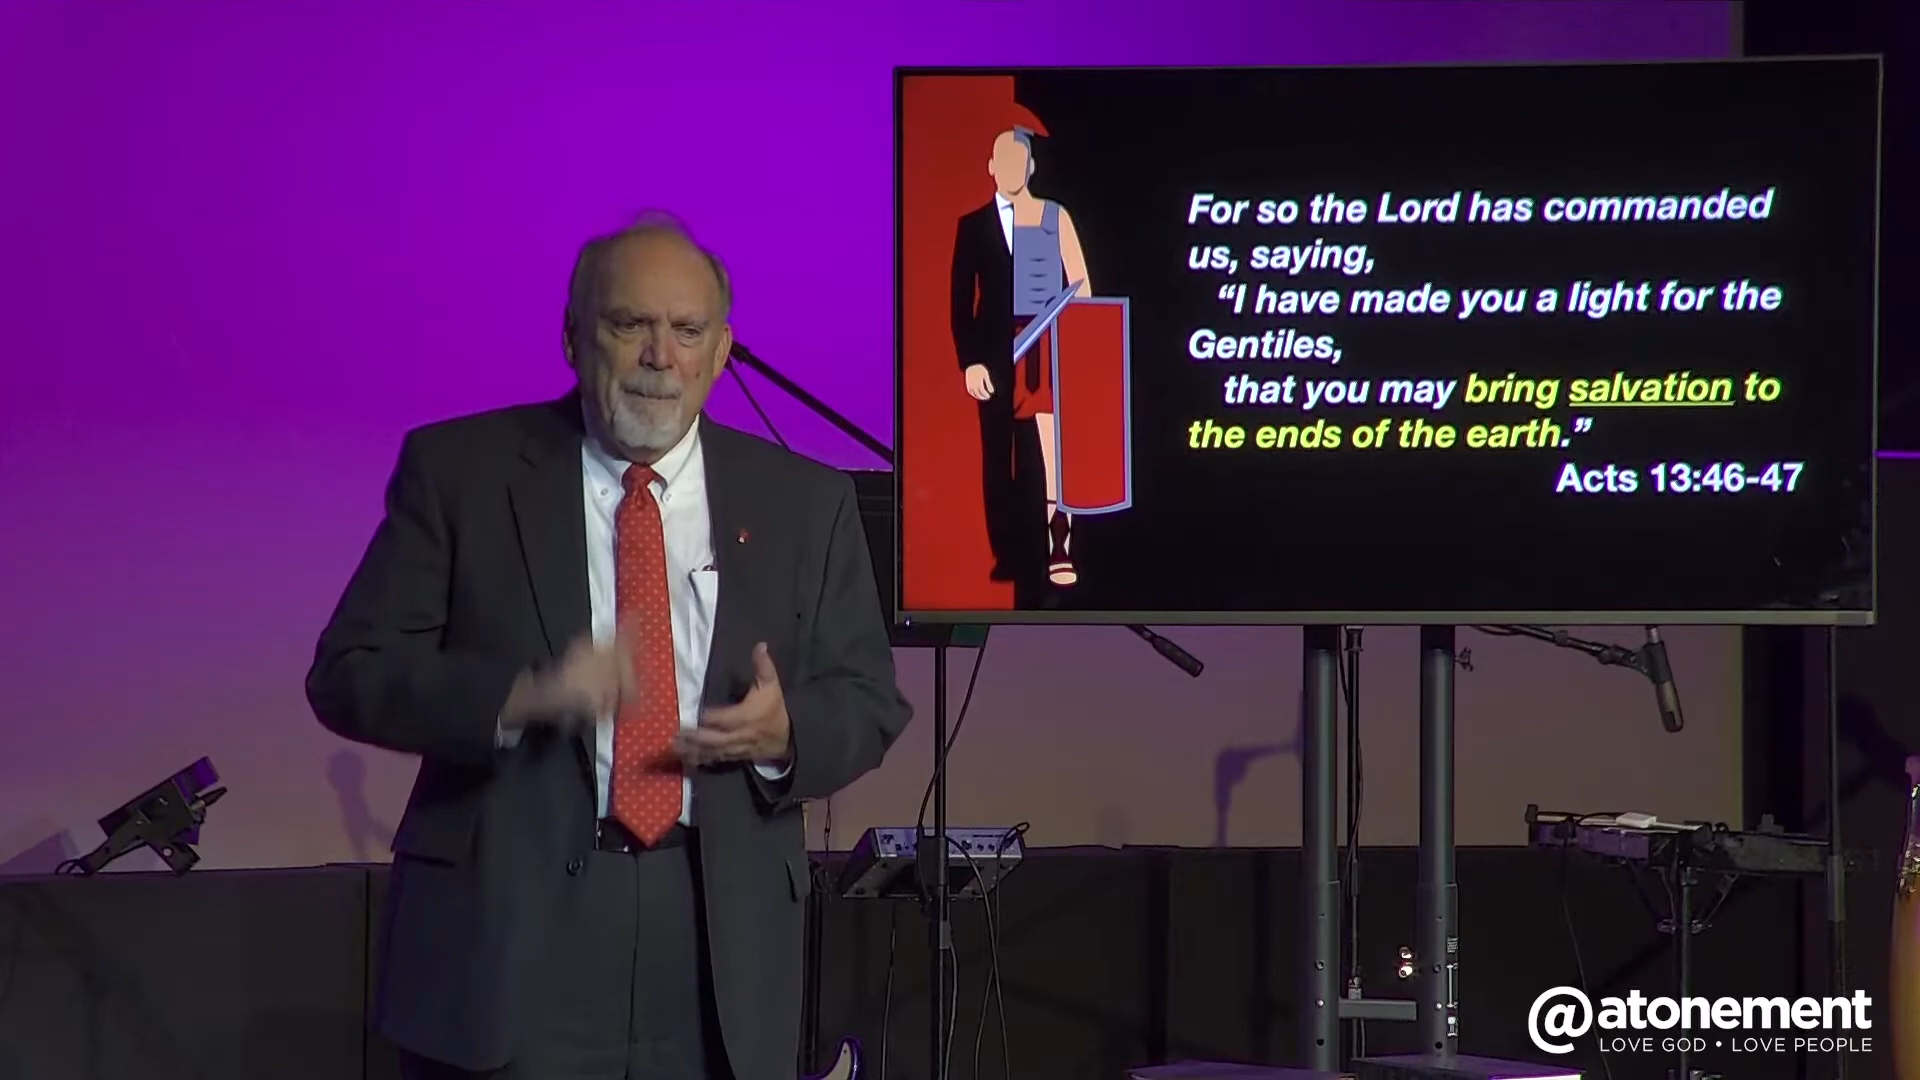 For so the Lord has commanded
us, saying,
“I have made you a light for the
Gentiles,
that you may bring salvation to
the ends of the earth.”
Acts 13:46-47
@atonement
LOVE GOD • LOVE PEOPLE